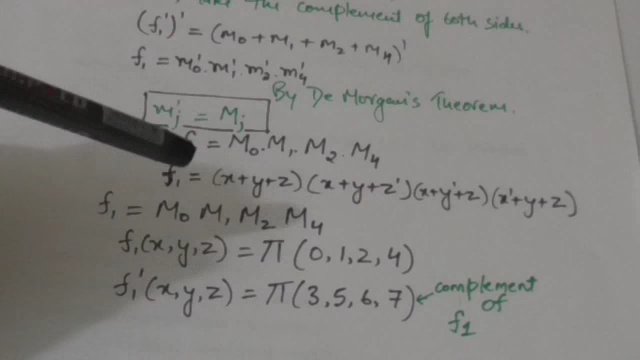 take the complement of both sides.
(f₁')' = (m₀ + m₁ + m₂ + m₄)'
f₁ = m₀'. m₁'. m₂'. m₄'
By De Morgan's Theorem.
mj' = Mj
= M₀. M₁. M₂. M₄
f₁ = (x+y+z) (x+y+z') (x+y'+z) (x'+y+z)
f₁ = M₀ M₁ M₂ M₄
f₁(x,y,z) = π (0,1,2,4)
f₁'(x,y,z) = π(3,5,6,7) ← complement of f1